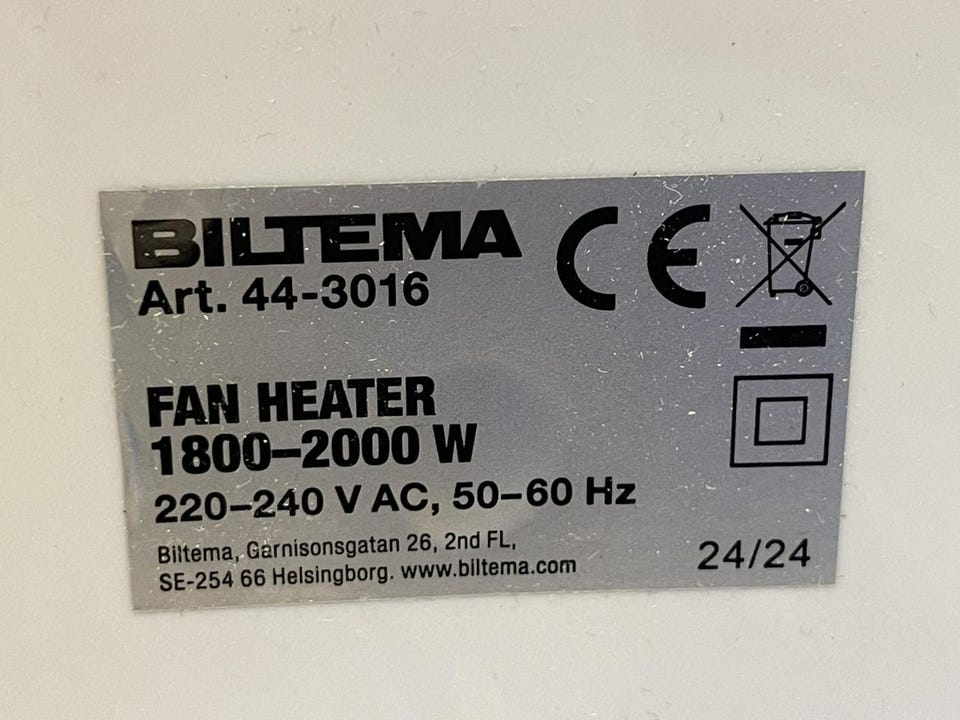 BILTEMA
Art. 44-3016
CE
FAN HEATER
1800–2000 W
220–240 V AC, 50–60 Hz
Biltema, Garnisonsgatan 26, 2nd FL,
SE-254 66 Helsingborg. www.biltema.com
24/24